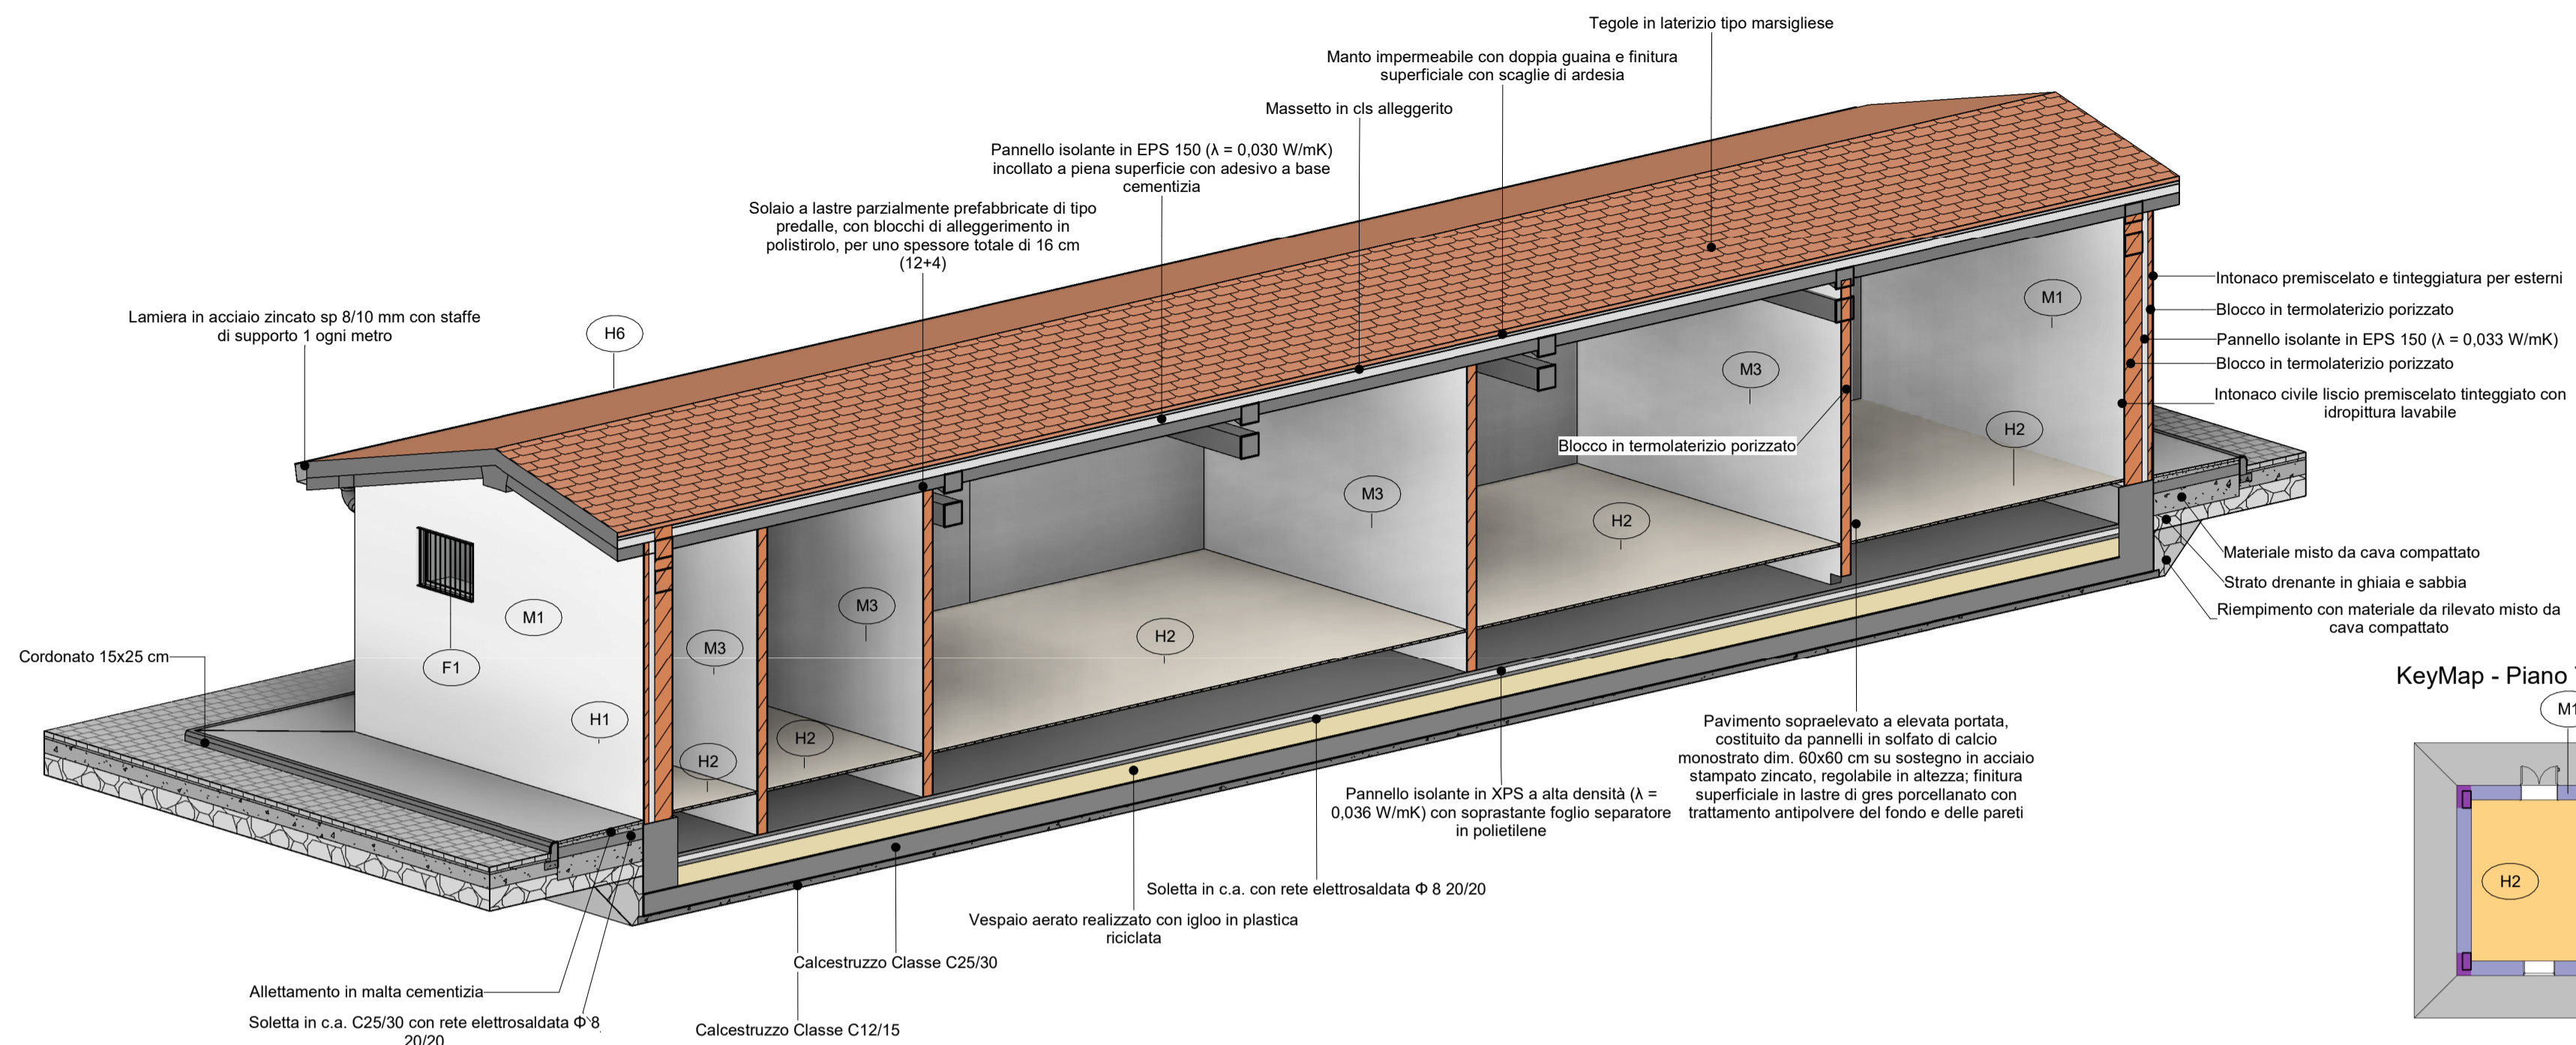 Tegole in laterizio tipo marsigliese
Manto impermeabile con doppia guaina e finitura
superficiale con scaglie di ardesia
Massetto in cls alleggerito
Pannello isolante in EPS 150 (λ = 0,030 W/mK)
incollato a piena superficie con adesivo a base
cementizia
Solaio a lastre parzialmente prefabbricate di tipo
predalle, con blocchi di alleggerimento in
polistirolo, per uno spessore totale di 16 cm
(12+4)
Lamiera in acciaio zincato sp 8/10 mm con staffe
di supporto 1 ogni metro
H6
M1
Intonaco premiscelato e tinteggiatura per esterni
Blocco in termolaterizio porizzato
Pannello isolante in EPS 150 (λ = 0,033 W/mK)
Blocco in termolaterizio porizzato
Intonaco civile liscio premiscelato tinteggiato con
idropittura lavabile
M3
H2
Blocco in termolaterizio porizzato
M3
H2
M3
M1
H2
M3
F1
Cordonato 15x25 cm
H1
H2
H2
Materiale misto da cava compattato
Strato drenante in ghiaia e sabbia
Riempimento con materiale da rilevato misto da
cava compattato
KeyMap - Piano
M1
H2
Pavimento sopraelevato a elevata portata,
costituito da pannelli in solfato di calcio
monostrato dim. 60x60 cm su sostegno in acciaio
stampato zincato, regolabile in altezza; finitura
superficiale in lastre di gres porcellanato con
trattamento antipolvere del fondo e delle pareti
Pannello isolante in XPS a alta densità (λ =
0,036 W/mK) con soprastante foglio separatore
in polietilene
Soletta in c.a. con rete elettrosaldata Φ 8 20/20
Vespaio aerato realizzato con igloo in plastica
riciclata
Calcestruzzo Classe C25/30
Calcestruzzo Classe C12/15
Allettamento in malta cementizia
Soletta in c.a. C25/30 con rete elettrosaldata Φ 8
20/20